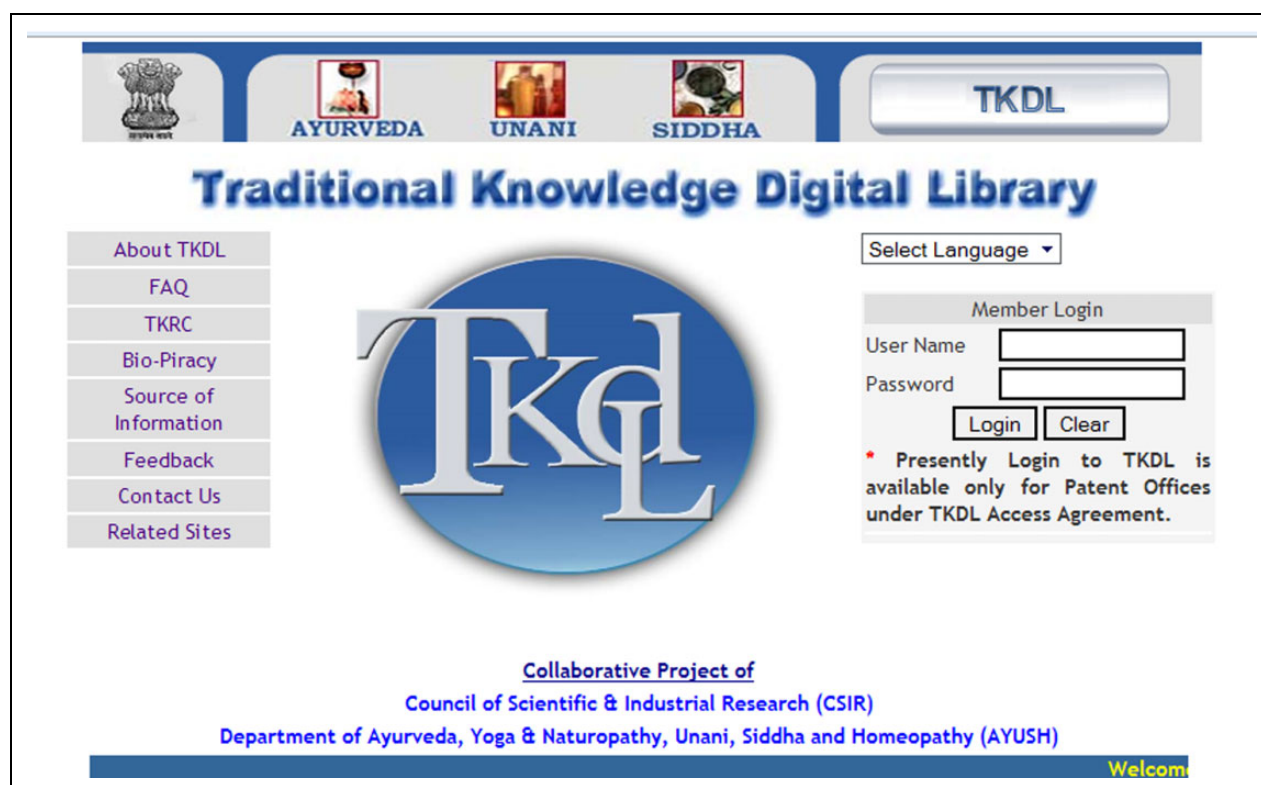 AYURVEDA
UNANI
SIDDHA
TKDL
Traditional Knowledge Digital Library
About TKDL
FAQ
TKRC
Bio-Piracy
Source of
Information
Feedback
Contact Us
Related Sites
TKdL
Select Language
Member Login
User Name
Password
Login Clear
* Presently Login to TKDL is
available only for Patent Offices
under TKDL Access Agreement.
Collaborative Project of
Council of Scientific & Industrial Research (CSIR)
Department of Ayurveda, Yoga & Naturopathy, Unani, Siddha and Homeopathy (AYUSH)